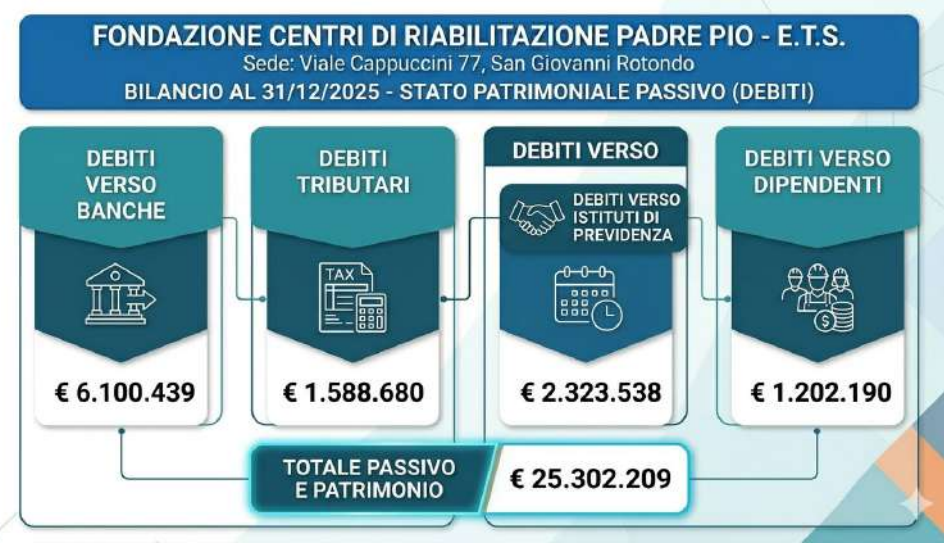 FONDAZIONE CENTRI DI RIABILITAZIONE PADRE PIO - E.T.S.
Sede: Viale Cappuccini 77, San Giovanni Rotondo
BILANCIO AL 31/12/2025 - STATO PATRIMONIALE PASSIVO (DEBITI)
DEBITI
VERSO
BANCHE
€ 6.100.439
DEBITI
TRIBUTARI
TAX
€ 1.588.680
DEBITI VERSO
DEBITI VERSO
ISTITUTI DI
PREVIDENZA
€ 2.323.538
DEBITI VERSO
DIPENDENTI
$
€ 1.202.190
TOTALE PASSIVO
E PATRIMONIO
€ 25.302.209